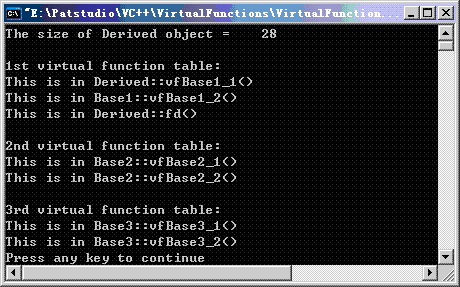 "E:\Patstudio\VC++\VirtualFunctions\VirtualFunction...
The size of Derived object =    28
1st virtual function table:
This is in Derived::vfBase1_1()
This is in Base1::vfBase1_2()
This is in Derived::fd()
2nd virtual function table:
This is in Base2::vfBase2_1()
This is in Base2::vfBase2_2()
3rd virtual function table:
This is in Base3::vfBase3_1()
This is in Base3::vfBase3_2()
Press any key to continue